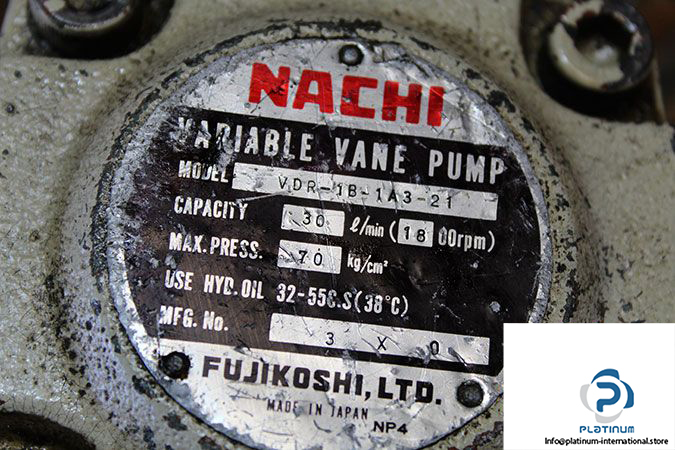 NACHI
VARIABLE VANE PUMP
MODEL VDR-1B-1A3-21
CAPACITY 30 ℓ/min (1800rpm)
MAX. PRESS. 70 kg/cm²
USE HYD. OIL 32-55C.S (38°C)
MFG. No. 3 X 0
FUJIKOSHI, LTD.
MADE IN JAPAN
NP4
PLATINUM
Info@platinum-international.store